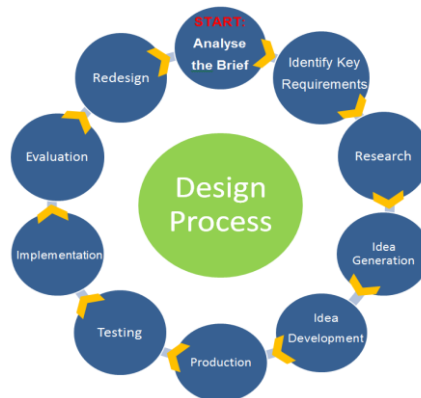 START:
Analyse
the Brief
Identify Key
Requirements
Research
Idea
Generation
Idea
Development
Production
Testing
Implementation
Evaluation
Redesign
Design
Process